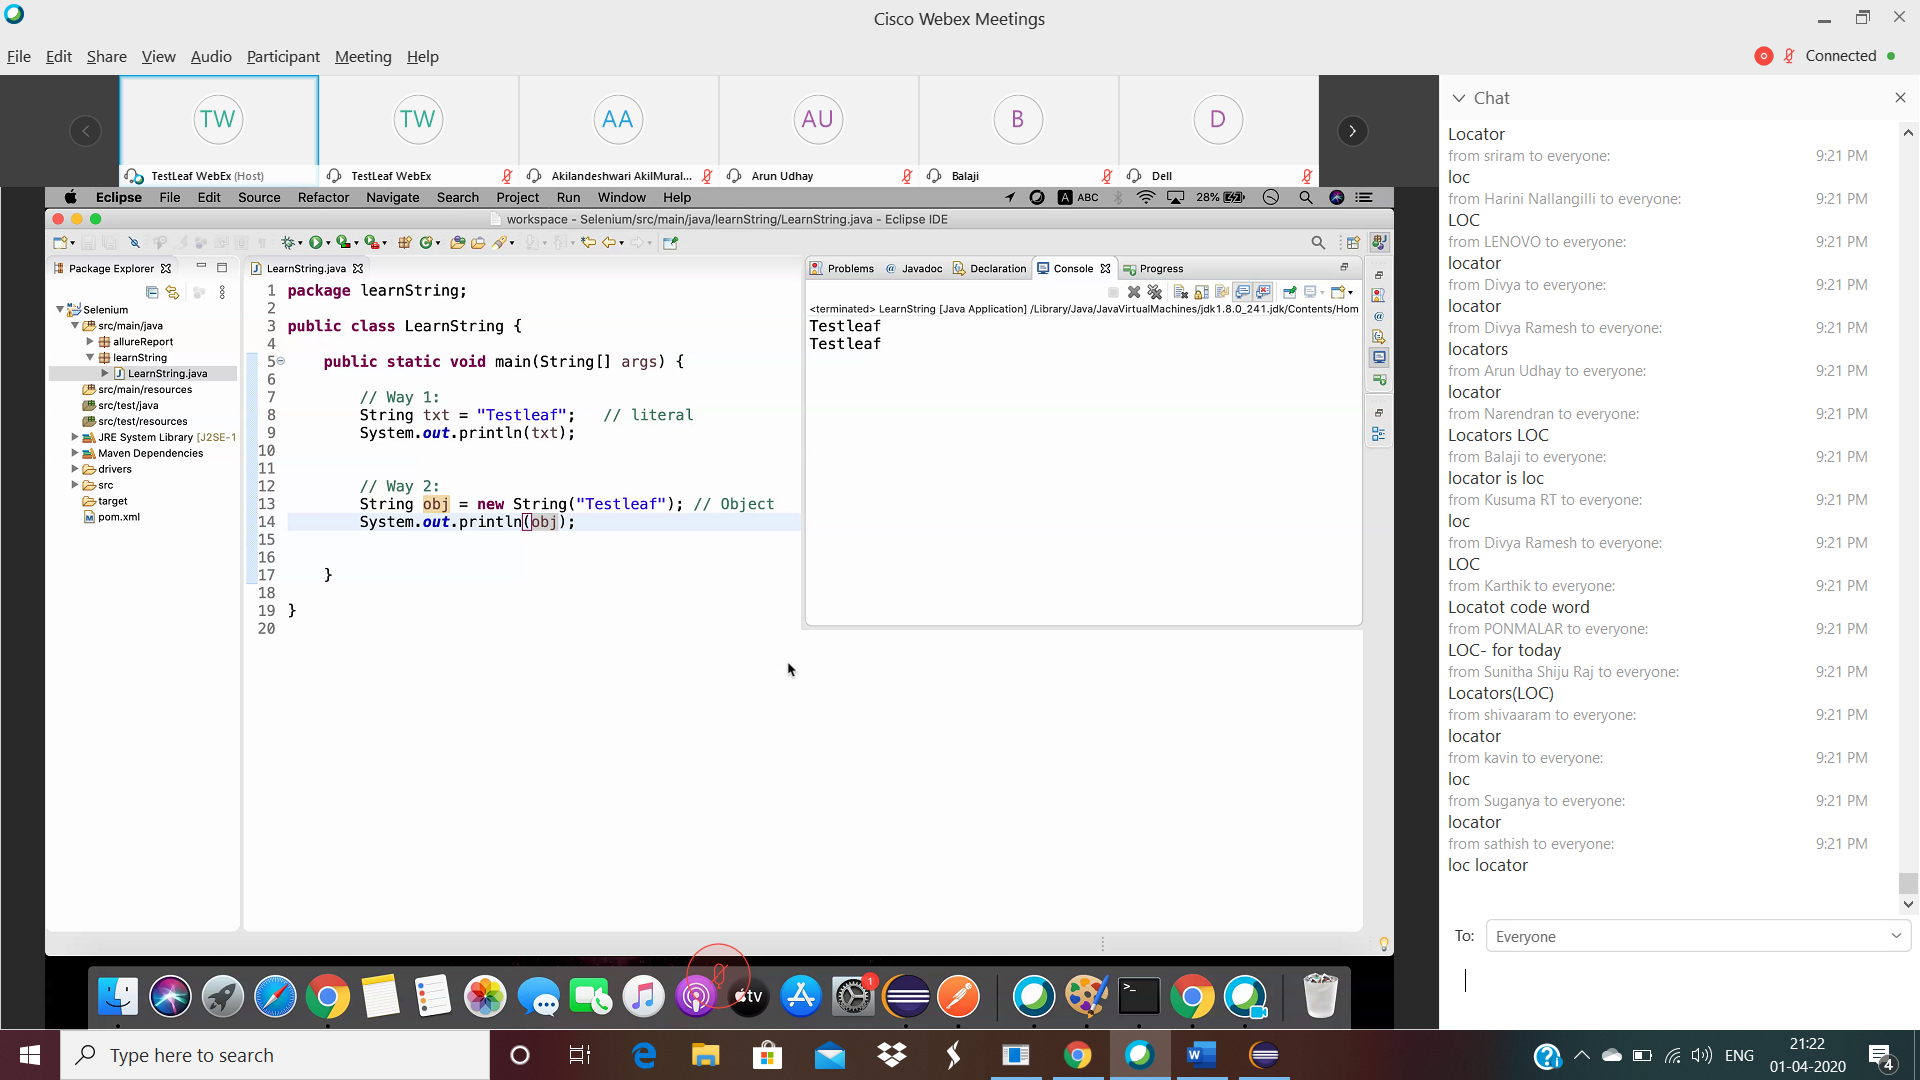 Cisco Webex Meetings
File Edit Share View Audio Participant Meeting Help
Connected
TW TW AA AU B D
TestLeaf WebEx (Host) TestLeaf WebEx Akilandeshwari AkilMural... Arun Udhay Balaji Dell
Eclipse File Edit Source Refactor Navigate Search Project Run Window Help
A ABC 28%
workspace - Selenium/src/main/java/learnString/LearnString.java - Eclipse IDE
Package Explorer
Selenium
src/main/java
allureReport
learnString
LearnString.java
src/main/resources
src/test/java
src/test/resources
JRE System Library [J2SE-1
Maven Dependencies
drivers
src
target
pom.xml
LearnString.java
1 package learnString;
2
3 public class LearnString {
4
5 public static void main(String[] args) {
6
7 // Way 1:
8 String txt = "Testleaf"; // literal
9 System.out.println(txt);
10
11
12 // Way 2:
13 String obj = new String("Testleaf"); // Object
14 System.out.println(obj);
15
16
17 }
18
19 }
20
Problems Javadoc Declaration Console Progress
<terminated> LearnString [Java Application] /Library/Java/JavaVirtualMachines/jdk1.8.0_241.jdk/Contents/Hom
Testleaf
Testleaf
tv
1
Chat
Locator
from sriram to everyone: 9:21 PM
loc
from Harini Nallangilli to everyone: 9:21 PM
LOC
from LENOVO to everyone: 9:21 PM
locator
from Divya to everyone: 9:21 PM
locator
from Divya Ramesh to everyone: 9:21 PM
locators
from Arun Udhay to everyone: 9:21 PM
locator
from Narendran to everyone: 9:21 PM
Locators LOC
from Balaji to everyone: 9:21 PM
locator is loc
from Kusuma RT to everyone: 9:21 PM
loc
from Divya Ramesh to everyone: 9:21 PM
LOC
from Karthik to everyone: 9:21 PM
Locatot code word
from PONMALAR to everyone: 9:21 PM
LOC- for today
from Sunitha Shiju Raj to everyone: 9:21 PM
Locators(LOC)
from shivaaram to everyone: 9:21 PM
locator
from kavin to everyone: 9:21 PM
loc
from Suganya to everyone: 9:21 PM
locator
from sathish to everyone: 9:21 PM
loc locator
To: Everyone
Type here to search
ENG
21:22
01-04-2020
4